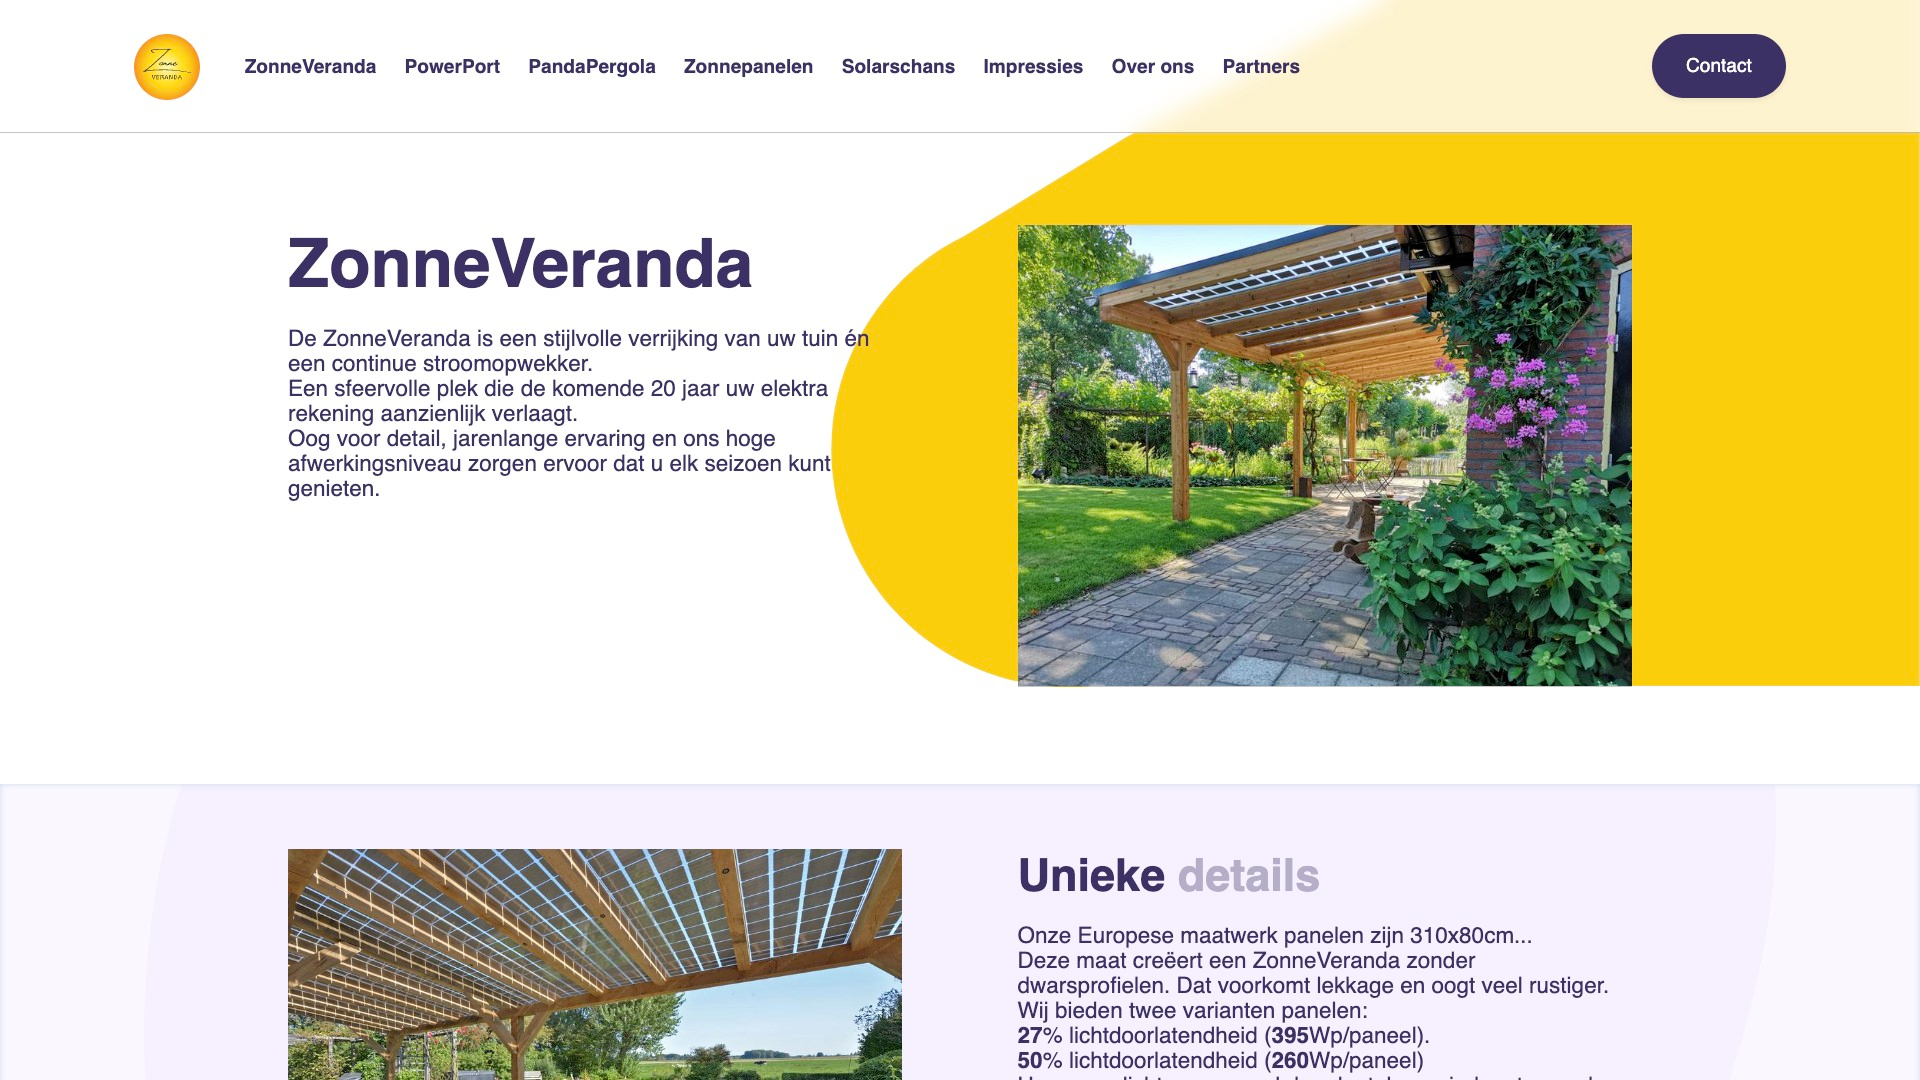 Zonne
VERANDA
ZonneVeranda PowerPort PandaPergola Zonnepanelen Solarschans Impressies Over ons Partners Contact
ZonneVeranda
De ZonneVeranda is een stijlvolle verrijking van uw tuin én
een continue stroomopwekker.
Een sfeervolle plek die de komende 20 jaar uw elektra
rekening aanzienlijk verlaagt.
Oog voor detail, jarenlange ervaring en ons hoge
afwerkingsniveau zorgen ervoor dat u elk seizoen kunt
genieten.
Unieke details
Onze Europese maatwerk panelen zijn 310x80cm...
Deze maat creëert een ZonneVeranda zonder
dwarsprofielen. Dat voorkomt lekkage en oogt veel rustiger.
Wij bieden twee varianten panelen:
27% lichtdoorlatendheid (395Wp/paneel).
50% lichtdoorlatendheid (260Wp/paneel)